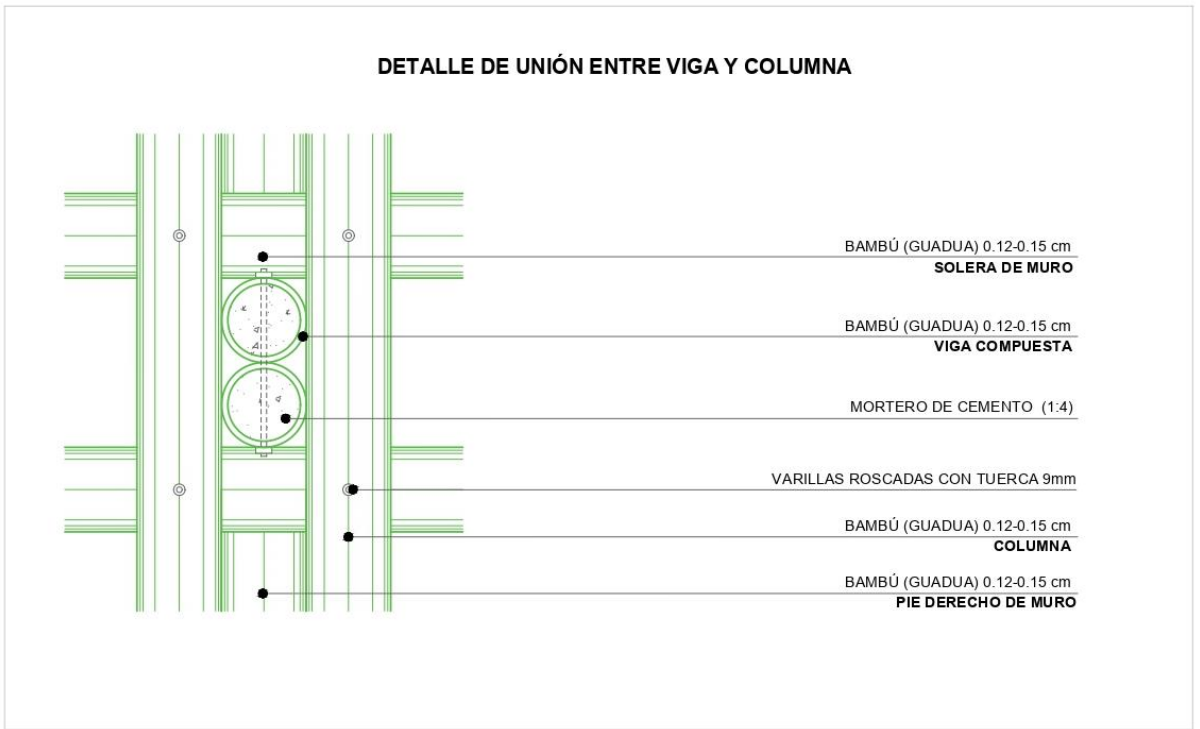 DETALLE DE UNIÓN ENTRE VIGA Y COLUMNA
BAMBÚ (GUADUA) 0.12-0.15 cm
SOLERA DE MURO
BAMBÚ (GUADUA) 0.12-0.15 cm
VIGA COMPUESTA
MORTERO DE CEMENTO (1:4)
VARILLAS ROSCADAS CON TUERCA 9mm
BAMBÚ (GUADUA) 0.12-0.15 cm
COLUMNA
BAMBÚ (GUADUA) 0.12-0.15 cm
PIE DERECHO DE MURO